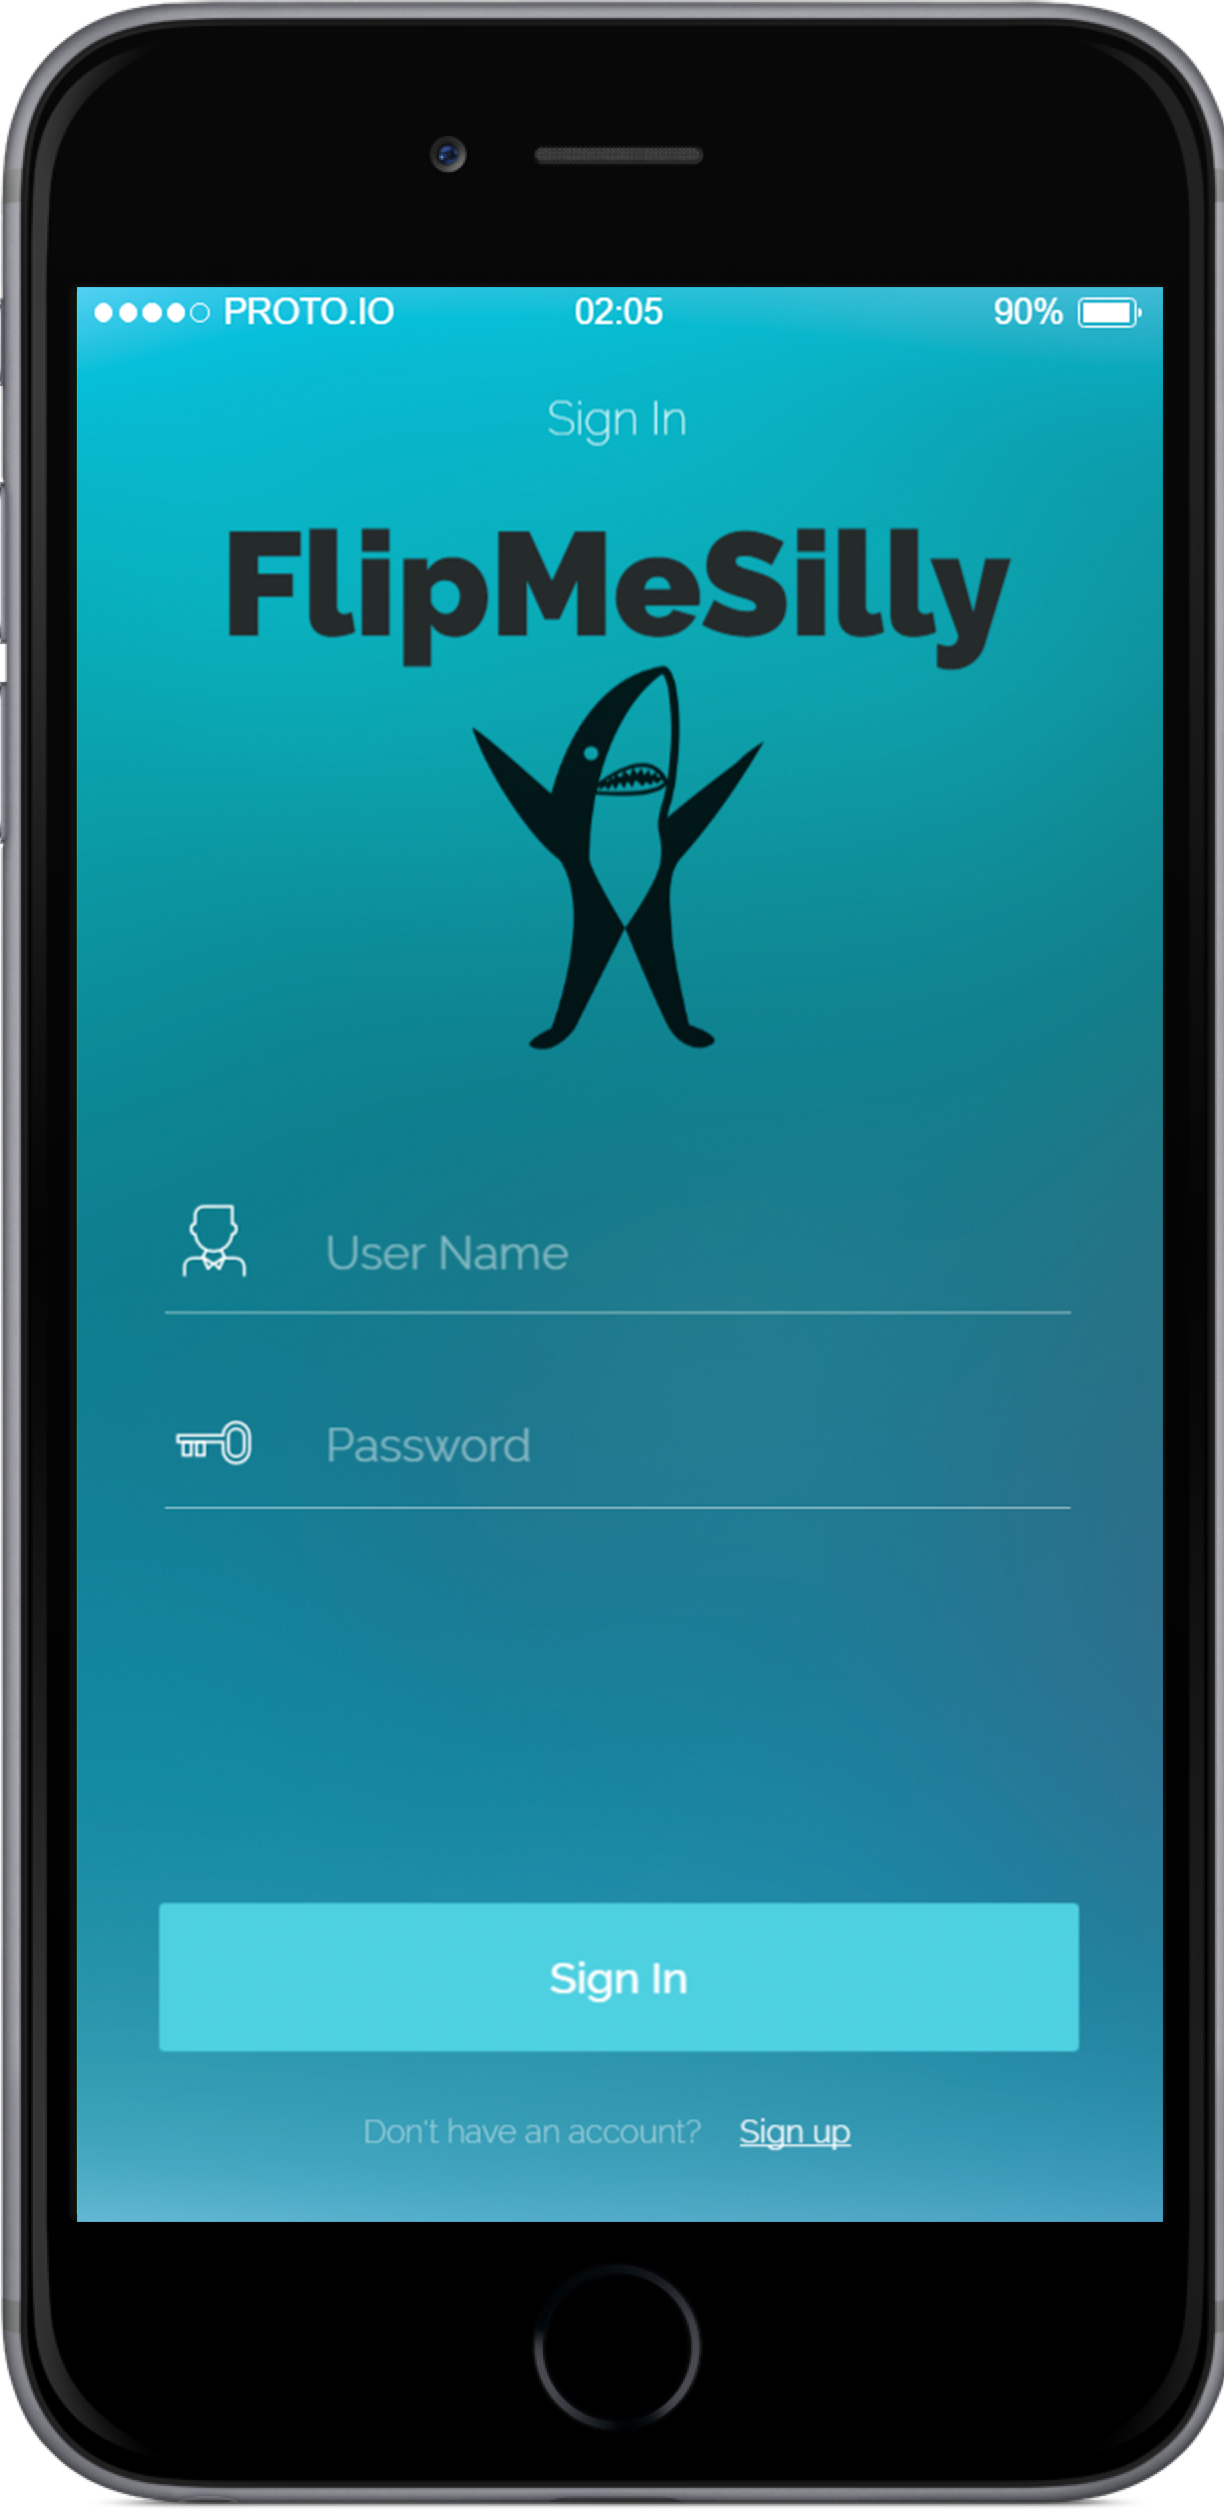 PROTO.IO 02:05 90%
Sign In
FlipMeSilly
User Name
Password
Sign In
Don't have an account? Sign up